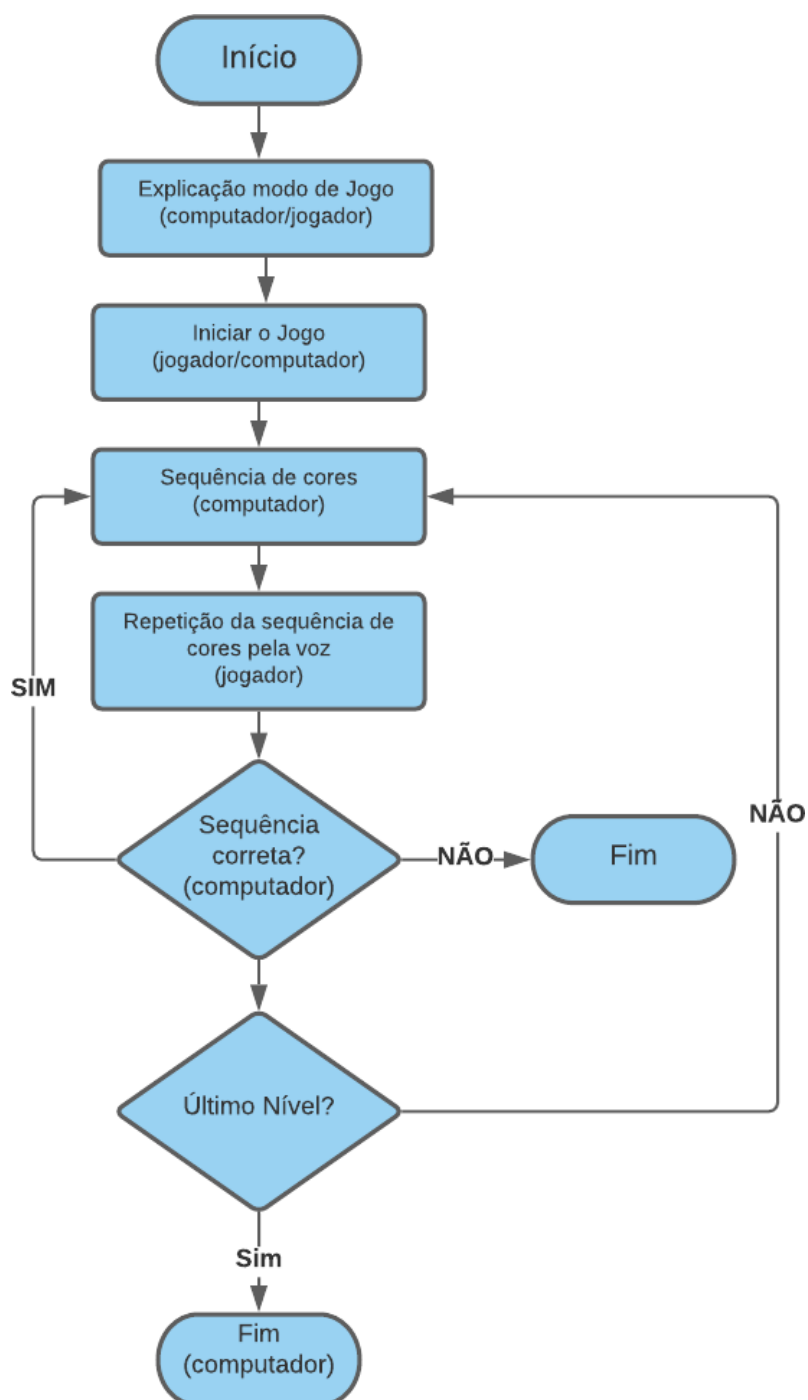 Início
Explicação modo de Jogo
(computador/jogador)
Iniciar o Jogo
(jogador/computador)
Sequência de cores
(computador)
Repetição da sequência de
cores pela voz
(jogador)
SIM
Sequência
correta?
(computador)
NÃO
Fim
NÃO
Último Nível?
Sim
Fim
(computador)